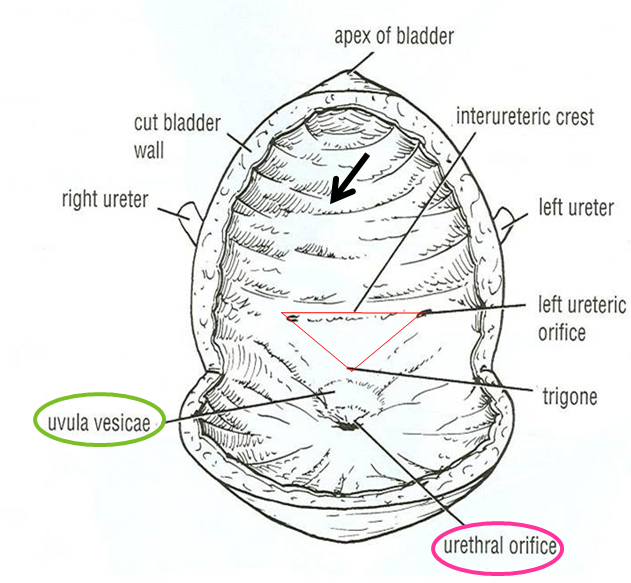 apex of bladder
interureteric crest
cut bladder
wall
right ureter
left ureter
left ureteric
orifice
trigone
uvula vesicae
urethral orifice